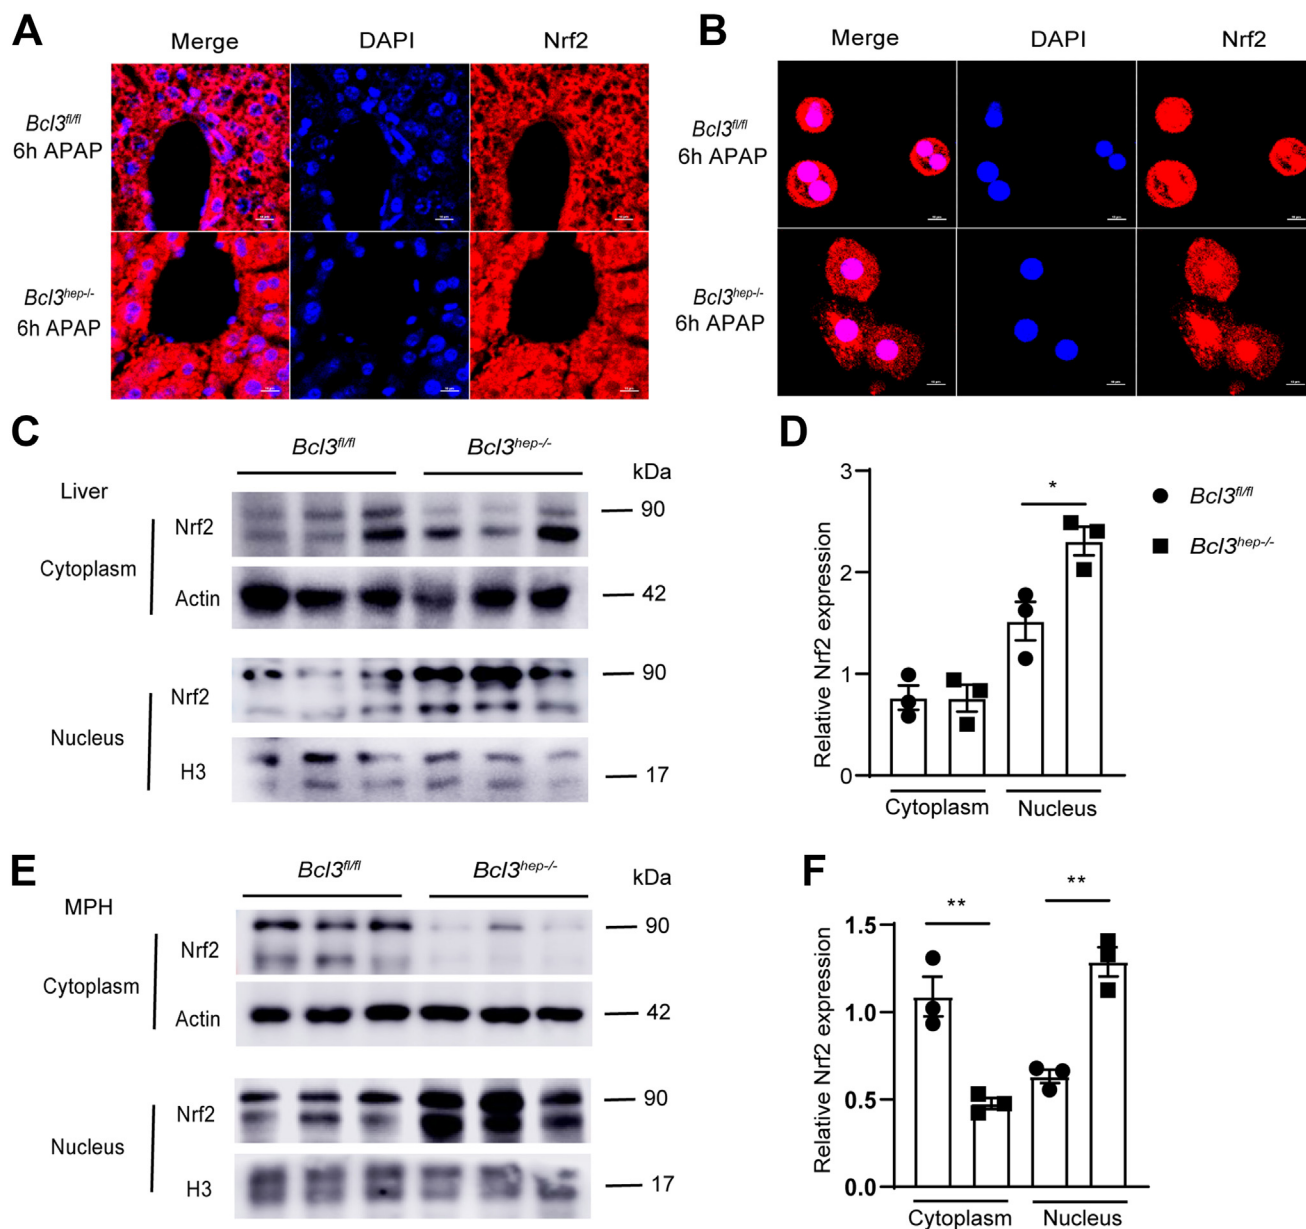 A
Merge DAPI Nrf2
Bcl3fl/fl
6h APAP
Bcl3hep-/-
6h APAP
B
Merge DAPI Nrf2
Bcl3fl/fl
6h APAP
Bcl3hep-/-
6h APAP
C
Bcl3fl/fl Bcl3hep-/-
kDa
Liver
Nrf2 90
Cytoplasm
Actin 42
Nrf2 90
Nucleus
H3 17
D
Relative Nrf2 expression
3
2
1
0
*
Cytoplasm Nucleus
Bcl3fl/fl
Bcl3hep-/-
E
Bcl3fl/fl Bcl3hep-/-
kDa
MPH
Nrf2 90
Cytoplasm
Actin 42
Nrf2 90
Nucleus
H3 17
F
Relative Nrf2 expression
1.5
1.0
0.5
0.0
** **
Cytoplasm Nucleus